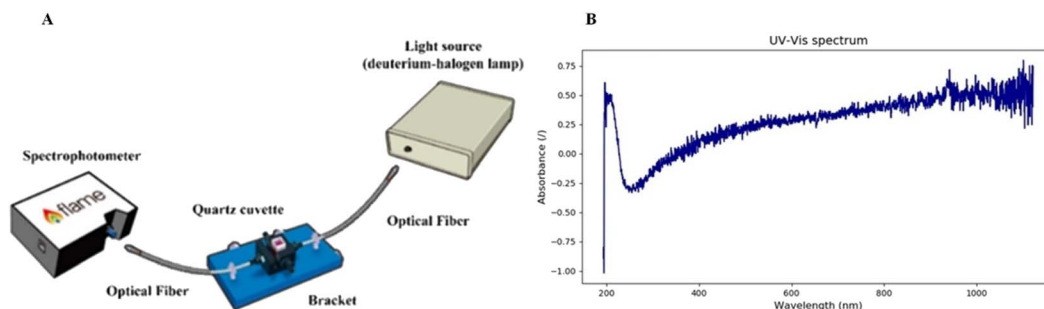 A
Light source
(deuterium-halogen lamp)
Spectrophotometer
flame
Quartz cuvette
Optical Fiber
Optical Fiber
Bracket
B
UV-Vis spectrum
Absorbance (/)
0.75
0.50
0.25
0.00
−0.25
−0.50
−0.75
−1.00
200
400
600
800
1000
Wavelength (nm)